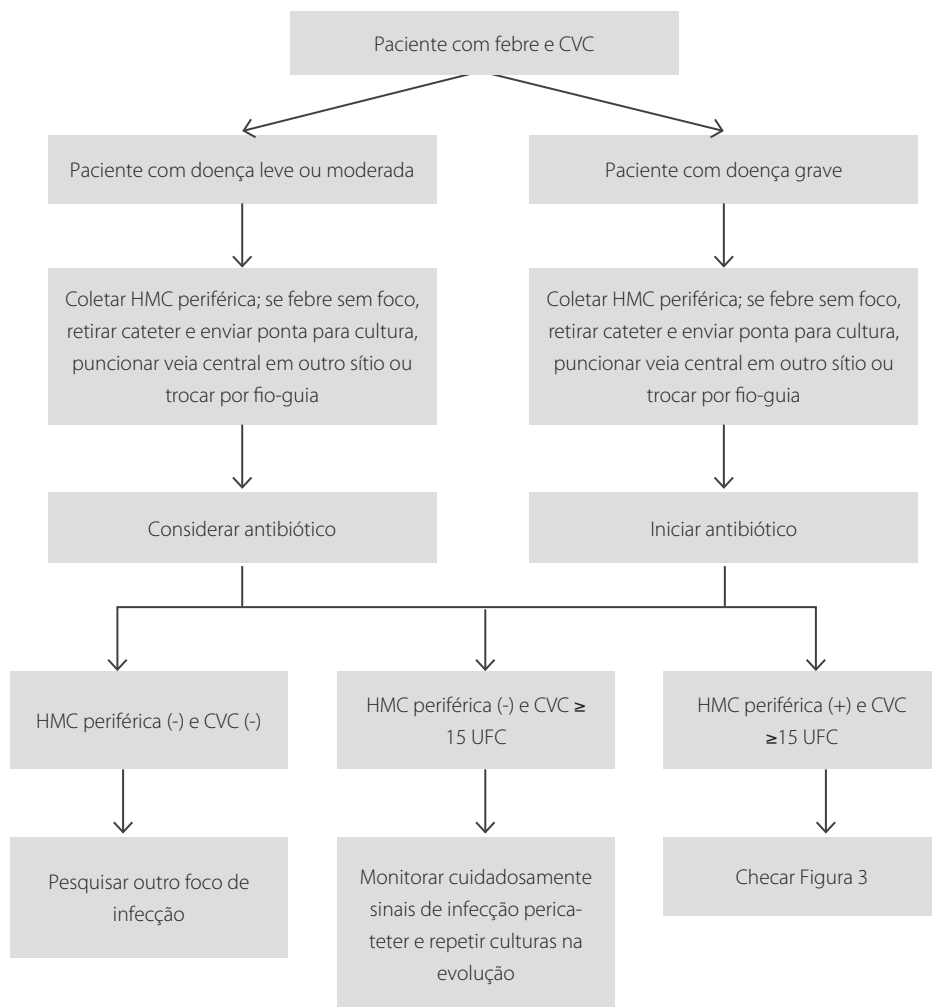 Paciente com febre e CVC
Paciente com doença leve ou moderada
Paciente com doença grave
Coletar HMC periférica; se febre sem foco,
retirar cateter e enviar ponta para cultura,
puncionar veia central em outro sítio ou
trocar por fio-guia
Coletar HMC periférica; se febre sem foco,
retirar cateter e enviar ponta para cultura,
puncionar veia central em outro sítio ou
trocar por fio-guia
Considerar antibiótico
Iniciar antibiótico
HMC periférica (-) e CVC (-)
HMC periférica (-) e CVC ≥
15 UFC
HMC periférica (+) e CVC
≥15 UFC
Pesquisar outro foco de
infecção
Monitorar cuidadosamente
sinais de infecção perica-
teter e repetir culturas na
evolução
Checar Figura 3